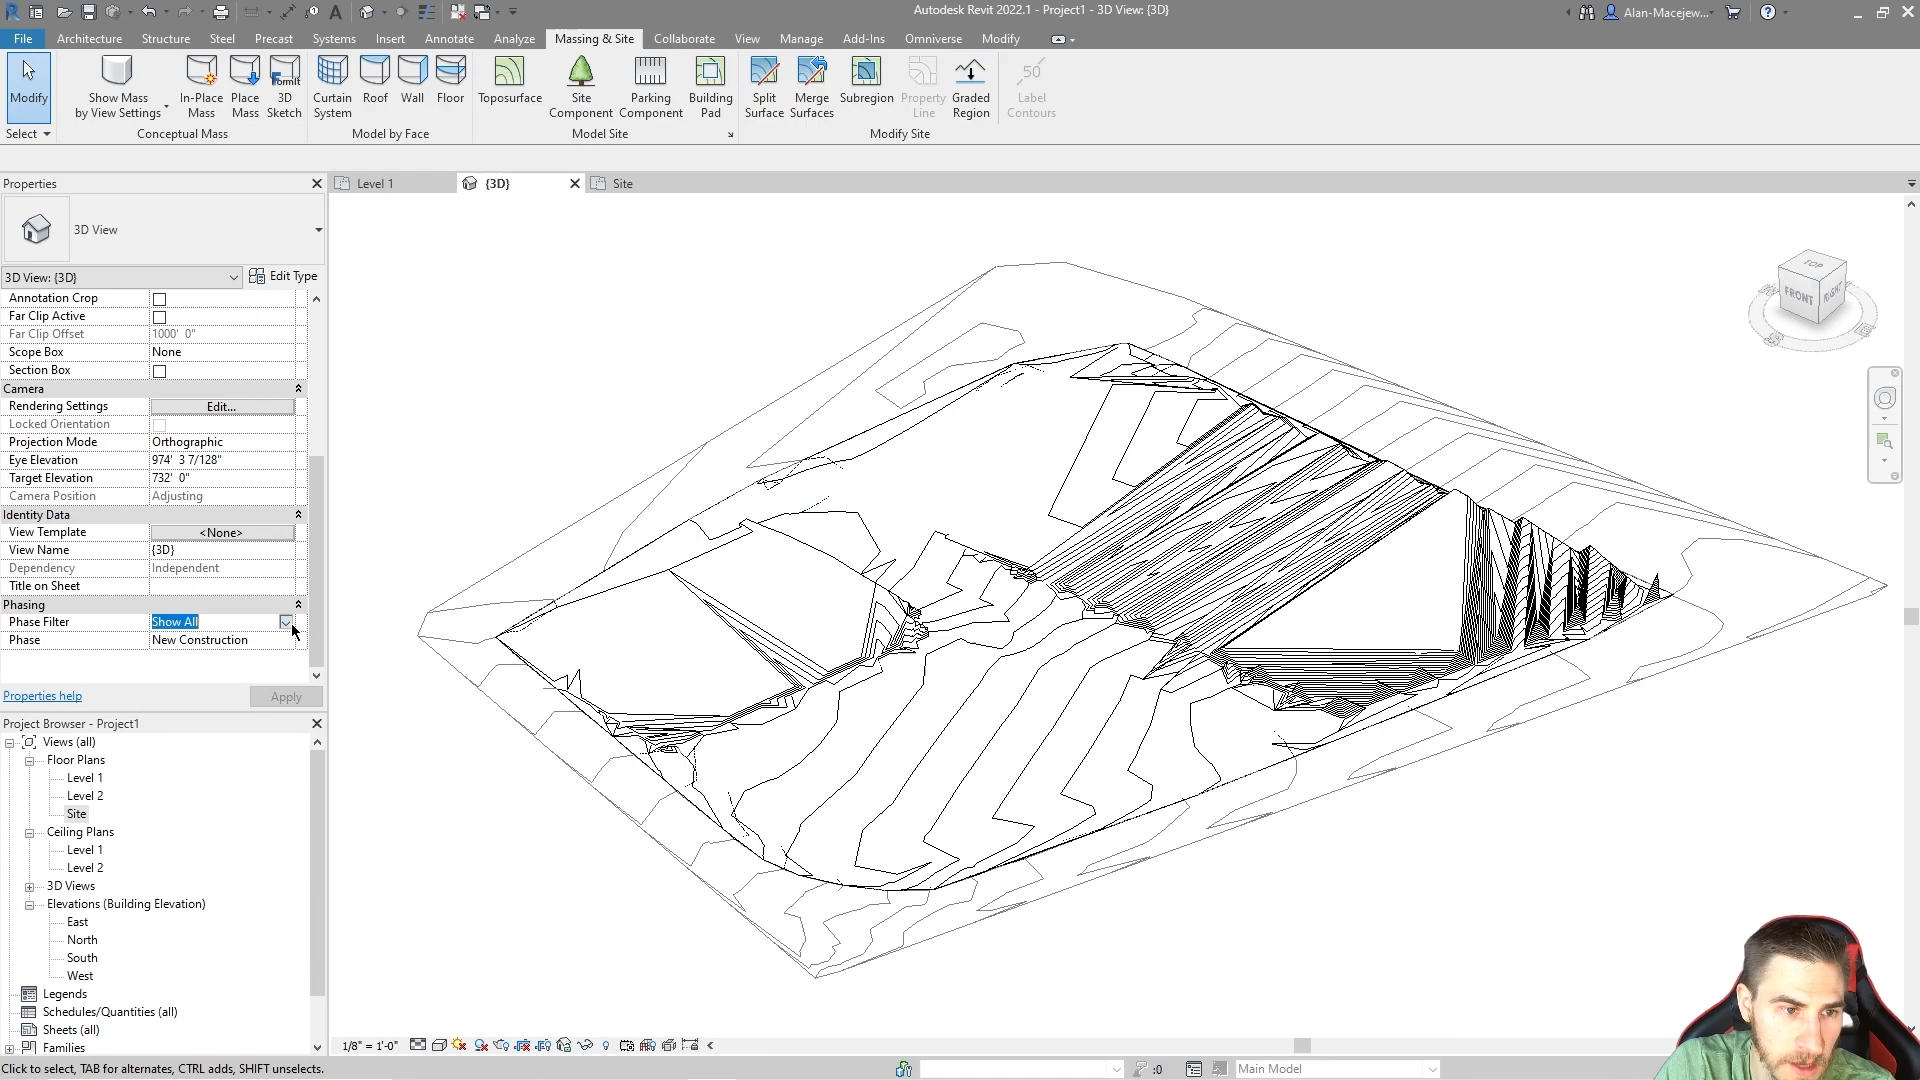 Autodesk Revit 2022.1 - Project1 - 3D View: {3D}
Alan-Macejew...
File Architecture Structure Steel Precast Systems Insert Annotate Analyze Massing & Site Collaborate View Manage Add-Ins Omniverse Modify
Modify
Show Mass by View Settings
In-Place Mass
Place Mass
FormIt 3D Sketch
Curtain System
Roof
Wall
Floor
Toposurface
Site Component
Parking Component
Building Pad
Split Surface
Merge Surfaces
Subregion
Property Line
Graded Region
50
Label Contours
Select Conceptual Mass Model by Face Model Site Modify Site
Properties
Level 1 {3D} Site
3D View
3D View: {3D} Edit Type
Annotation Crop
Far Clip Active
Far Clip Offset 1000' 0"
Scope Box None
Section Box
Camera
Rendering Settings Edit...
Locked Orientation
Projection Mode Orthographic
Eye Elevation 974' 3 7/128"
Target Elevation 732' 0"
Camera Position Adjusting
Identity Data
View Template <None>
View Name {3D}
Dependency Independent
Title on Sheet
Phasing
Phase Filter Show All
Phase New Construction
Properties help Apply
Project Browser - Project1
Views (all)
Floor Plans
Level 1
Level 2
Site
Ceiling Plans
Level 1
Level 2
3D Views
Elevations (Building Elevation)
East
North
South
West
Legends
Schedules/Quantities (all)
Sheets (all)
Families
TOP
FRONT
RIGHT
1/8" = 1'-0"
Click to select, TAB for alternates, CTRL adds, SHIFT unselects.
:0
Main Model